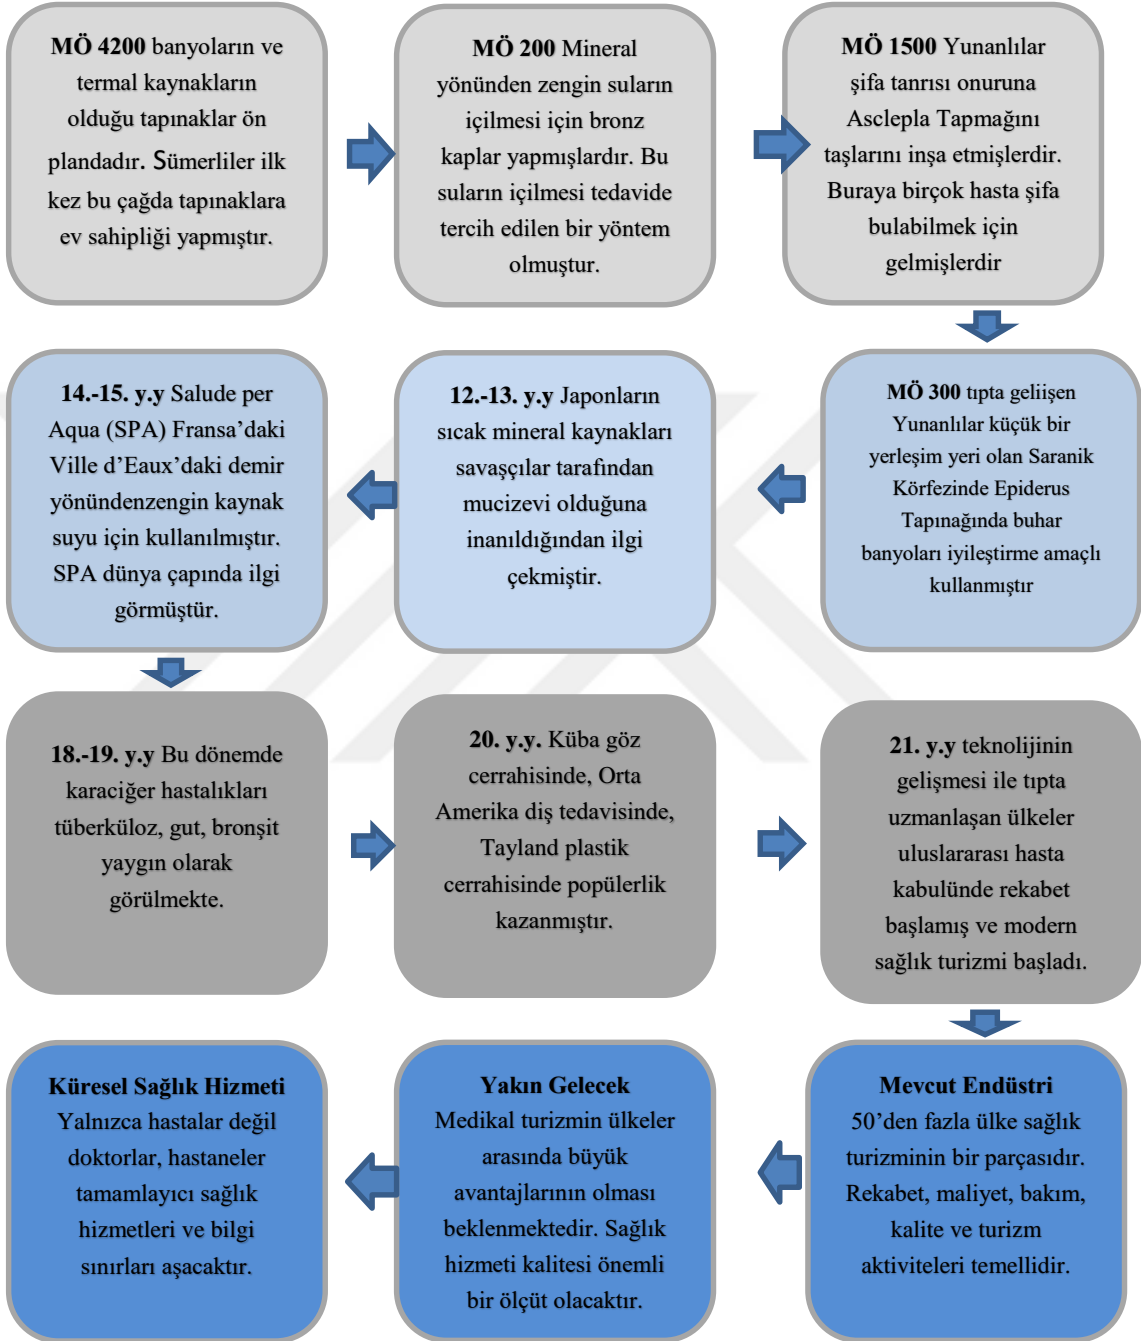 MÖ 4200 banyoların ve
termal kaynakların
olduğu tapınaklar ön
plandadır. Sümerliler ilk
kez bu çağda tapınaklara
ev sahipliği yapmıştır.
MÖ 200 Mineral
yönünden zengin suların
içilmesi için bronz
kaplar yapmışlardır. Bu
suların içilmesi tedavide
tercih edilen bir yöntem
olmuştur.
MÖ 1500 Yunanlılar
şifa tanrısı onuruna
Asclepla Tapmağını
taşlarını inşa etmişlerdir.
Buraya birçok hasta şifa
bulabilmek için
gelmişlerdir
MÖ 300 tıpta geliişen
Yunanlılar küçük bir
yerleşim yeri olan Saranik
Körfezinde Epiderus
Tapınağında buhar
banyoları iyileştirme amaçlı
kullanmıştır
12.-13. y.y Japonların
sıcak mineral kaynakları
savaşçılar tarafından
mucizevi olduğuna
inanıldığından ilgi
çekmiştir.
14.-15. y.y Salude per
Aqua (SPA) Fransa’daki
Ville d’Eaux’daki demir
yönündenzengin kaynak
suyu için kullanılmıştır.
SPA dünya çapında ilgi
görmüştür.
18.-19. y.y Bu dönemde
karaciğer hastalıkları
tüberküloz, gut, bronşit
yaygın olarak
görülmekte.
20. y.y. Küba göz
cerrahisinde, Orta
Amerika diş tedavisinde,
Tayland plastik
cerrahisinde popülerlik
kazanmıştır.
21. y.y teknolijinin
gelişmesi ile tıpta
uzmanlaşan ülkeler
uluslararası hasta
kabulünde rekabet
başlamış ve modern
sağlık turizmi başladı.
Mevcut Endüstri
50’den fazla ülke sağlık
turizminin bir parçasıdır.
Rekabet, maliyet, bakım,
kalite ve turizm
aktiviteleri temellidir.
Yakın Gelecek
Medikal turizmin ülkeler
arasında büyük
avantajlarının olması
beklenmektedir. Sağlık
hizmeti kalitesi önemli
bir ölçüt olacaktır.
Küresel Sağlık Hizmeti
Yalnızca hastalar değil
doktorlar, hastaneler
tamamlayıcı sağlık
hizmetleri ve bilgi
sınırları aşacaktır.